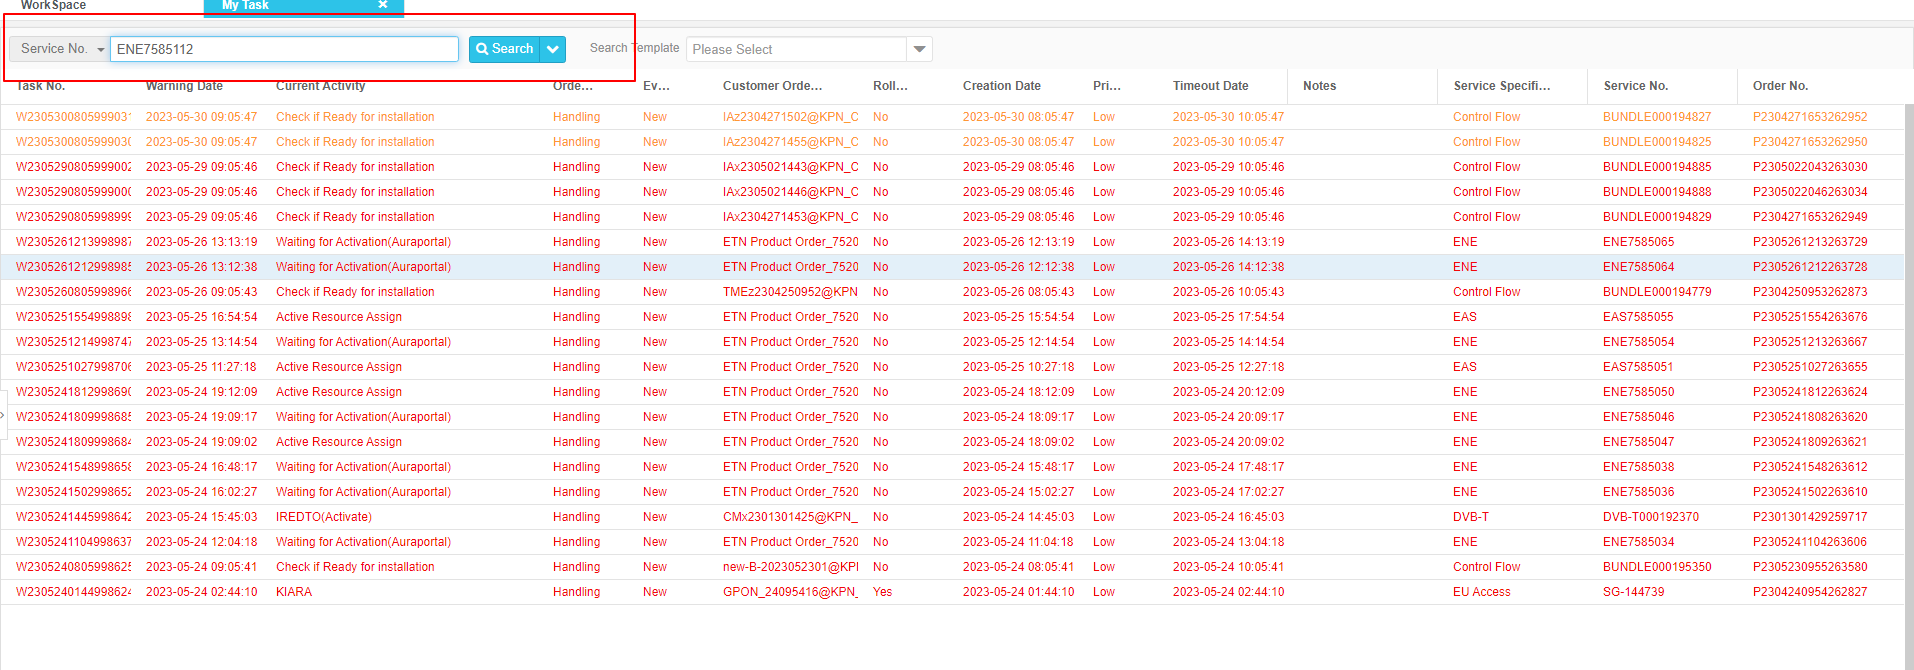 WorkSpace My Task ×
Service No. ENE7585112 Search Search Template Please Select
Task No. Warning Date Current Activity Orde... Ev... Customer Orde... Roll... Creation Date Pri... Timeout Date Notes Service Specifi... Service No. Order No.
W2305300805999031 2023-05-30 09:05:47 Check if Ready for installation Handling New IAz2304271502@KPN_C No 2023-05-30 08:05:47 Low 2023-05-30 10:05:47 Control Flow BUNDLE000194827 P2304271653262952
W2305300805999030 2023-05-30 09:05:47 Check if Ready for installation Handling New IAz2304271455@KPN_C No 2023-05-30 08:05:47 Low 2023-05-30 10:05:47 Control Flow BUNDLE000194825 P2304271653262950
W2305290805999002 2023-05-29 09:05:46 Check if Ready for installation Handling New IAx2305021443@KPN_C No 2023-05-29 08:05:46 Low 2023-05-29 10:05:46 Control Flow BUNDLE000194885 P2305022043263030
W2305290805999000 2023-05-29 09:05:46 Check if Ready for installation Handling New IAx2305021446@KPN_C No 2023-05-29 08:05:46 Low 2023-05-29 10:05:46 Control Flow BUNDLE000194888 P2305022046263034
W2305290805998999 2023-05-29 09:05:46 Check if Ready for installation Handling New IAx2304271453@KPN_C No 2023-05-29 08:05:46 Low 2023-05-29 10:05:46 Control Flow BUNDLE000194829 P2304271653262949
W2305261213998987 2023-05-26 13:13:19 Waiting for Activation(Auraportal) Handling New ETN Product Order_7520 No 2023-05-26 12:13:19 Low 2023-05-26 14:13:19 ENE ENE7585065 P2305261213263729
W2305261212998985 2023-05-26 13:12:38 Waiting for Activation(Auraportal) Handling New ETN Product Order_7520 No 2023-05-26 12:12:38 Low 2023-05-26 14:12:38 ENE ENE7585064 P2305261212263728
W2305260805998966 2023-05-26 09:05:43 Check if Ready for installation Handling New TMEz2304250952@KPN No 2023-05-26 08:05:43 Low 2023-05-26 10:05:43 Control Flow BUNDLE000194779 P2304250953262873
W2305251554998898 2023-05-25 16:54:54 Active Resource Assign Handling New ETN Product Order_7520 No 2023-05-25 15:54:54 Low 2023-05-25 17:54:54 EAS EAS7585055 P2305251554263676
W2305251214998747 2023-05-25 13:14:54 Waiting for Activation(Auraportal) Handling New ETN Product Order_7520 No 2023-05-25 12:14:54 Low 2023-05-25 14:14:54 ENE ENE7585054 P2305251213263667
W2305251027998706 2023-05-25 11:27:18 Active Resource Assign Handling New ETN Product Order_7520 No 2023-05-25 10:27:18 Low 2023-05-25 12:27:18 EAS EAS7585051 P2305251027263655
W2305241812998690 2023-05-24 19:12:09 Active Resource Assign Handling New ETN Product Order_7520 No 2023-05-24 18:12:09 Low 2023-05-24 20:12:09 ENE ENE7585050 P2305241812263624
W2305241809998685 2023-05-24 19:09:17 Waiting for Activation(Auraportal) Handling New ETN Product Order_7520 No 2023-05-24 18:09:17 Low 2023-05-24 20:09:17 ENE ENE7585046 P2305241808263620
W2305241809998684 2023-05-24 19:09:02 Active Resource Assign Handling New ETN Product Order_7520 No 2023-05-24 18:09:02 Low 2023-05-24 20:09:02 ENE ENE7585047 P2305241809263621
W2305241548998658 2023-05-24 16:48:17 Waiting for Activation(Auraportal) Handling New ETN Product Order_7520 No 2023-05-24 15:48:17 Low 2023-05-24 17:48:17 ENE ENE7585038 P2305241548263612
W2305241502998652 2023-05-24 16:02:27 Waiting for Activation(Auraportal) Handling New ETN Product Order_7520 No 2023-05-24 15:02:27 Low 2023-05-24 17:02:27 ENE ENE7585036 P2305241502263610
W2305241445998642 2023-05-24 15:45:03 IREDTO(Activate) Handling New CMx2301301425@KPN_ No 2023-05-24 14:45:03 Low 2023-05-24 16:45:03 DVB-T DVB-T000192370 P2301301429259717
W2305241104998637 2023-05-24 12:04:18 Waiting for Activation(Auraportal) Handling New ETN Product Order_7520 No 2023-05-24 11:04:18 Low 2023-05-24 13:04:18 ENE ENE7585034 P2305241104263606
W2305240805998625 2023-05-24 09:05:41 Check if Ready for installation Handling New new-B-2023052301@KPI No 2023-05-24 08:05:41 Low 2023-05-24 10:05:41 Control Flow BUNDLE000195350 P2305230955263580
W2305240144998624 2023-05-24 02:44:10 KIARA Handling New GPON_24095416@KPN_ Yes 2023-05-24 01:44:10 Low 2023-05-24 02:44:10 EU Access SG-144739 P2304240954262827